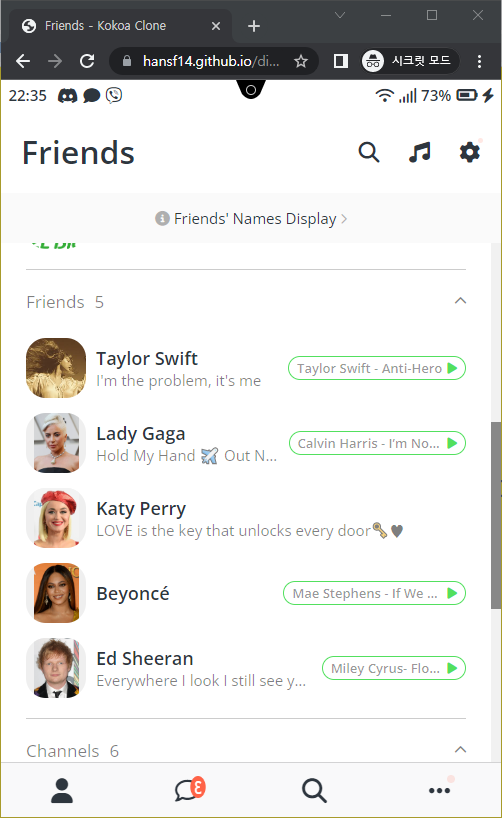 Friends - Kokoa Clone
hansf14.github.io/di...
시크릿 모드
22:35
73%
Friends
Friends' Names Display
Friends 5
Taylor Swift
I'm the problem, it's me
Taylor Swift - Anti-Hero
Lady Gaga
Hold My Hand ✈️ Out N...
Calvin Harris - I'm No...
Katy Perry
LOVE is the key that unlocks every door🗝️🖤
Beyoncé
Mae Stephens - If We ...
Ed Sheeran
Everywhere I look I still see y...
Miley Cyrus- Flo...
Channels 6